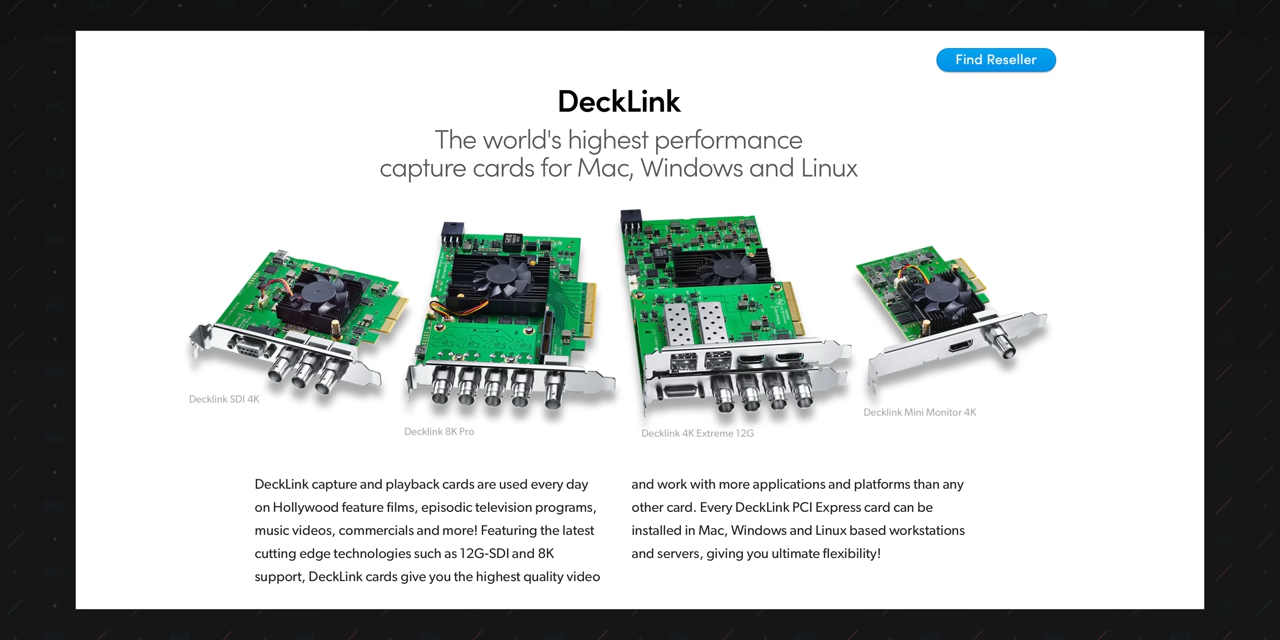 Find Reseller
DeckLink
The world's highest performance
capture cards for Mac, Windows and Linux
Decklink SDI 4K
Decklink 8K Pro
Decklink 4K Extreme 12G
Decklink Mini Monitor 4K
DeckLink capture and playback cards are used every day
on Hollywood feature films, episodic television programs,
music videos, commercials and more! Featuring the latest
cutting edge technologies such as 12G-SDI and 8K
support, DeckLink cards give you the highest quality video
and work with more applications and platforms than any
other card. Every DeckLink PCI Express card can be
installed in Mac, Windows and Linux based workstations
and servers, giving you ultimate flexibility!